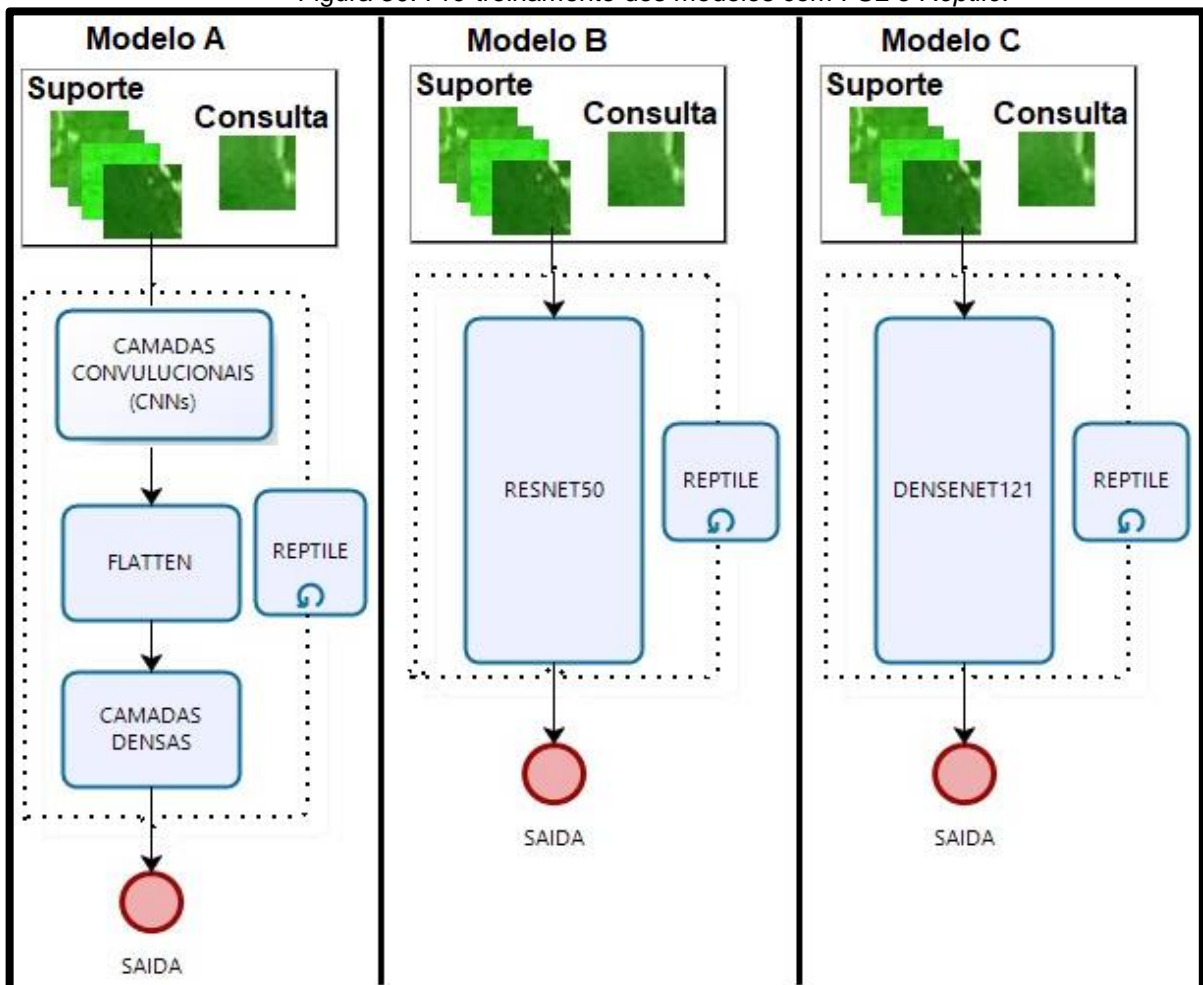 Modelo A
Suporte
Consulta
CAMADAS
CONVULUCIONAIS
(CNNs)
FLATTEN
REPTILE
CAMADAS
DENSAS
SAIDA
Modelo B
Suporte
Consulta
RESNET50
REPTILE
SAIDA
Modelo C
Suporte
Consulta
DENSENET121
REPTILE
SAIDA